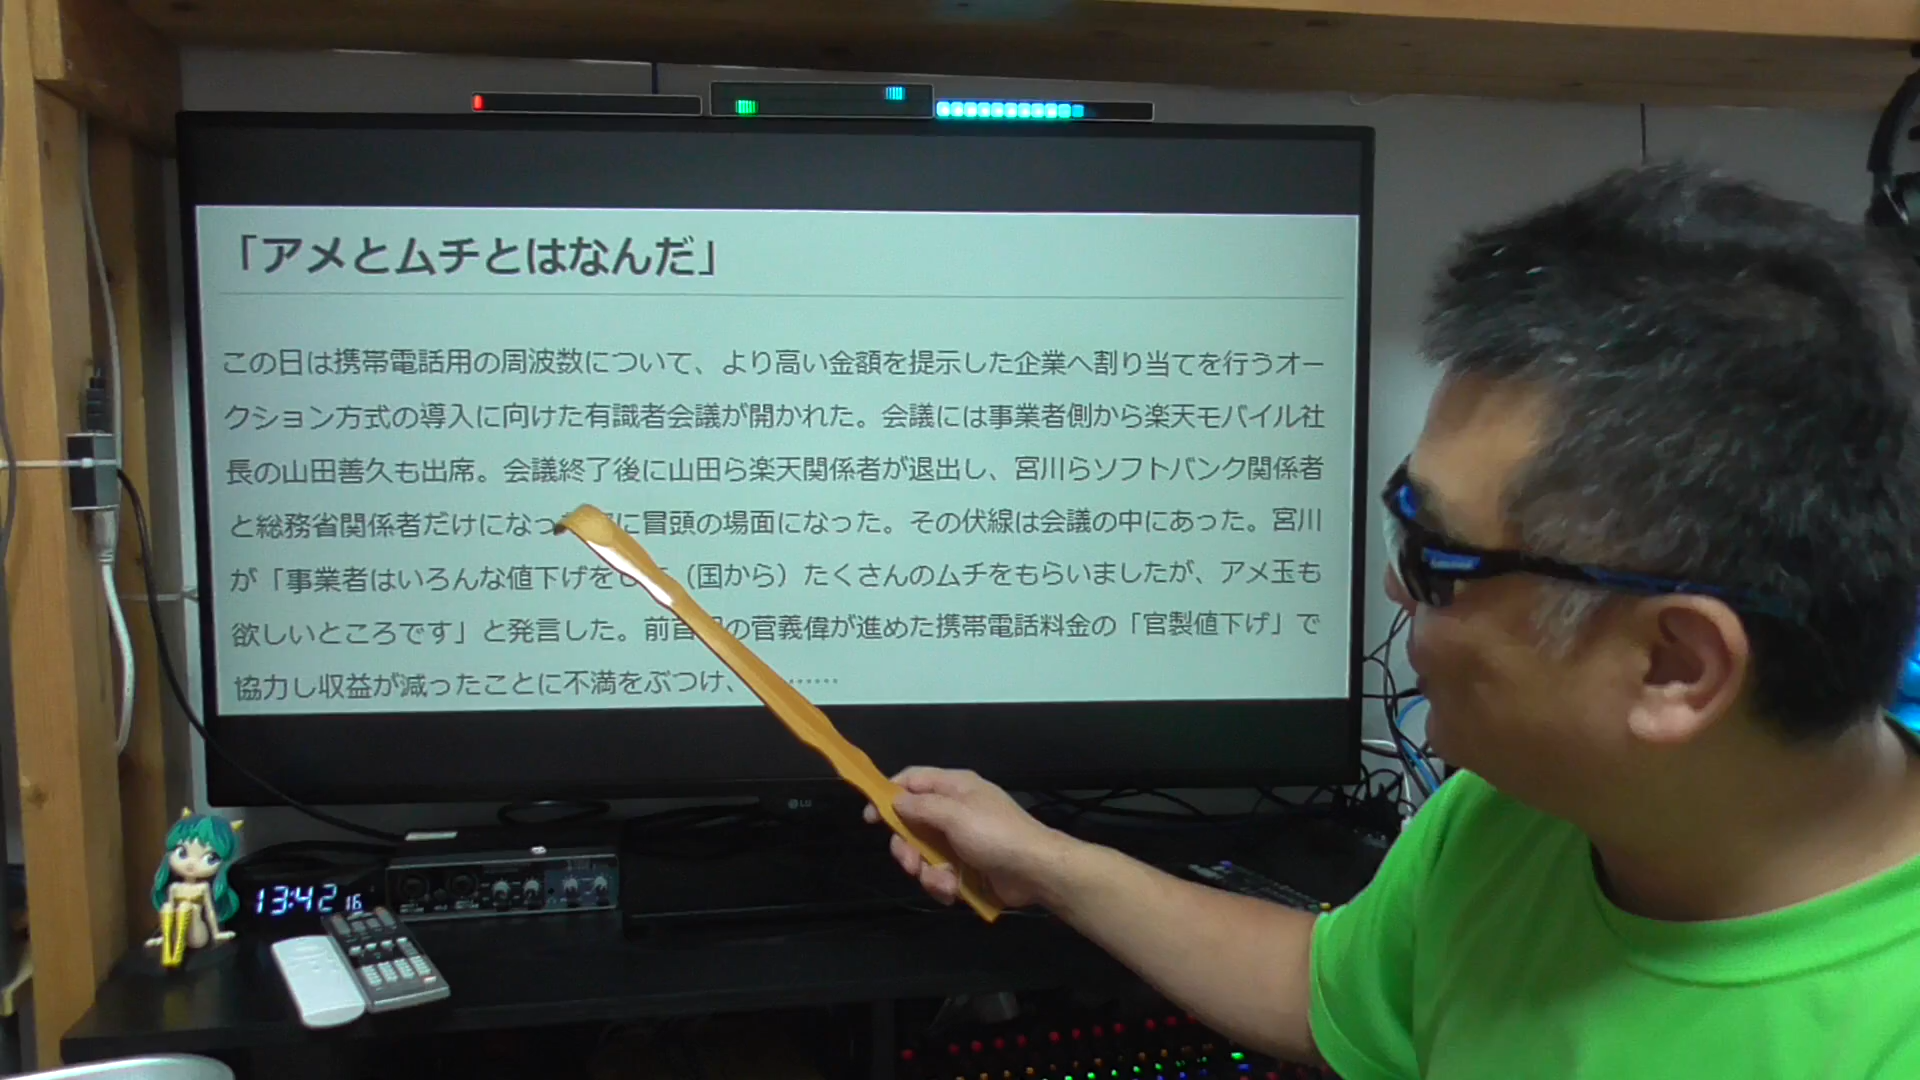 「アメとムチとはなんだ」
この日は携帯電話用の周波数について、より高い金額を提示した企業へ割り当てを行うオー
クション方式の導入に向けた有識者会議が開かれた。会議には事業者側から楽天モバイル社
長の山田善久も出席。会議終了後に山田ら楽天関係者が退出し、宮川らソフトバンク関係者
と総務省関係者だけになっ に冒頭の場面になった。その伏線は会議の中にあった。宮川
が「事業者はいろんな値下げを （国から）たくさんのムチをもらいましたが、アメ玉も
欲しいところです」と発言した。前首相の菅義偉が進めた携帯電話料金の「官製値下げ」で
協力し収益が減ったことに不満をぶつけ、 ……
LG
13:42 16